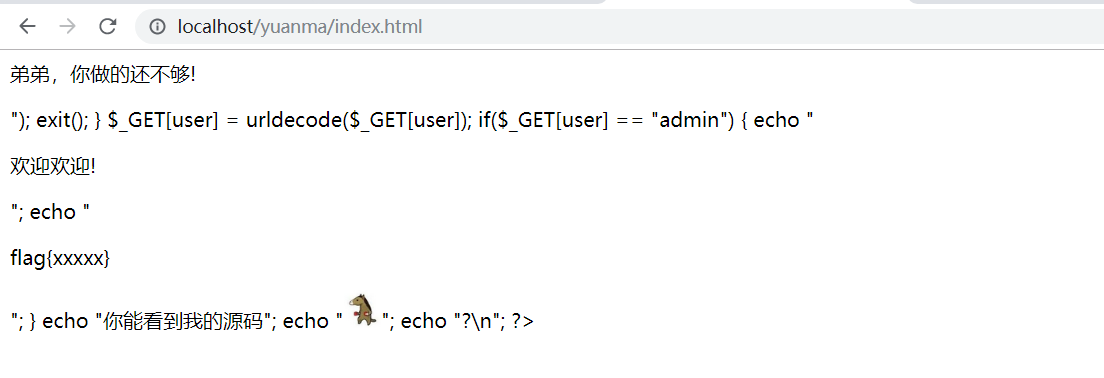 localhost/yuanma/index.html
弟弟，你做的还不够!
"); exit(); } $_GET[user] = urldecode($_GET[user]); if($_GET[user] == "admin") { echo "
欢迎欢迎!
"; echo "
flag{xxxxx}
"; } echo "你能看到我的源码"; echo " "; echo "?\n"; ?>